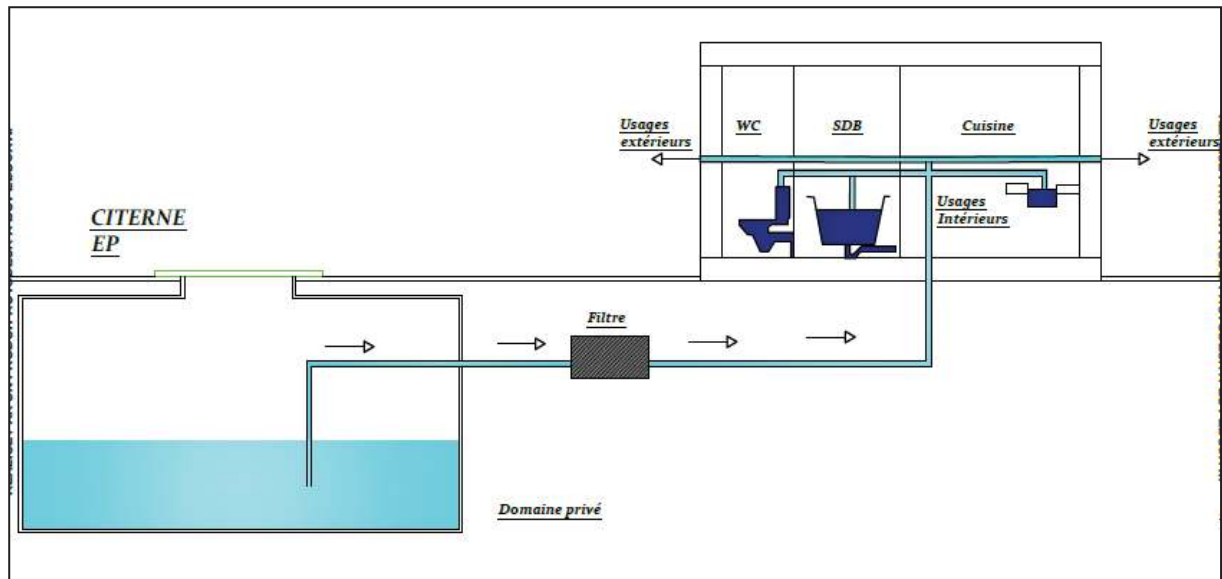 Usages
extérieurs
WC
SDB
Cuisine
Usages
extérieurs
CITERNE
EP
Usages
Intérieurs
Filtre
Domaine privé